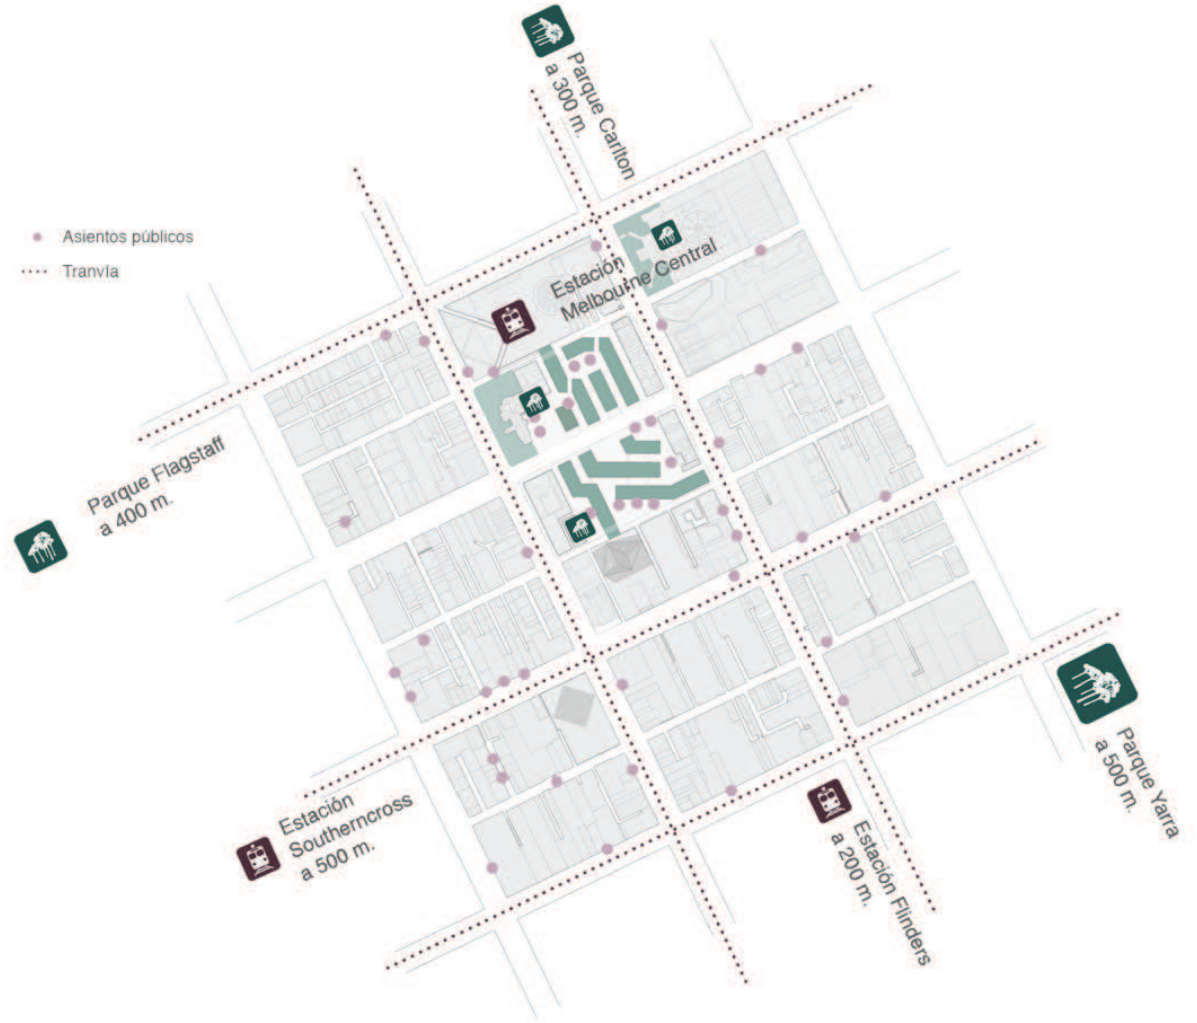 Parque Carlton
a 300 m.
Asientos públicos
Tranvía
Estación
Melbourne Central
Parque Flagstaff
a 400 m.
Estación
Southerncross
a 500 m.
Estación Flinders
a 200 m.
Parque Yarra
a 500 m.